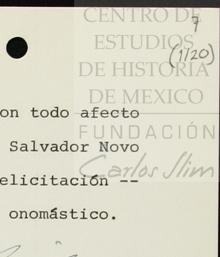 CENTRO DE
ESTUDIOS
DE HISTORIA
DE MEXICO
FUNDACIÓN
Carlos Slim
7
(1/20)
on todo afecto
Salvador Novo
elicitación --
onomástico.